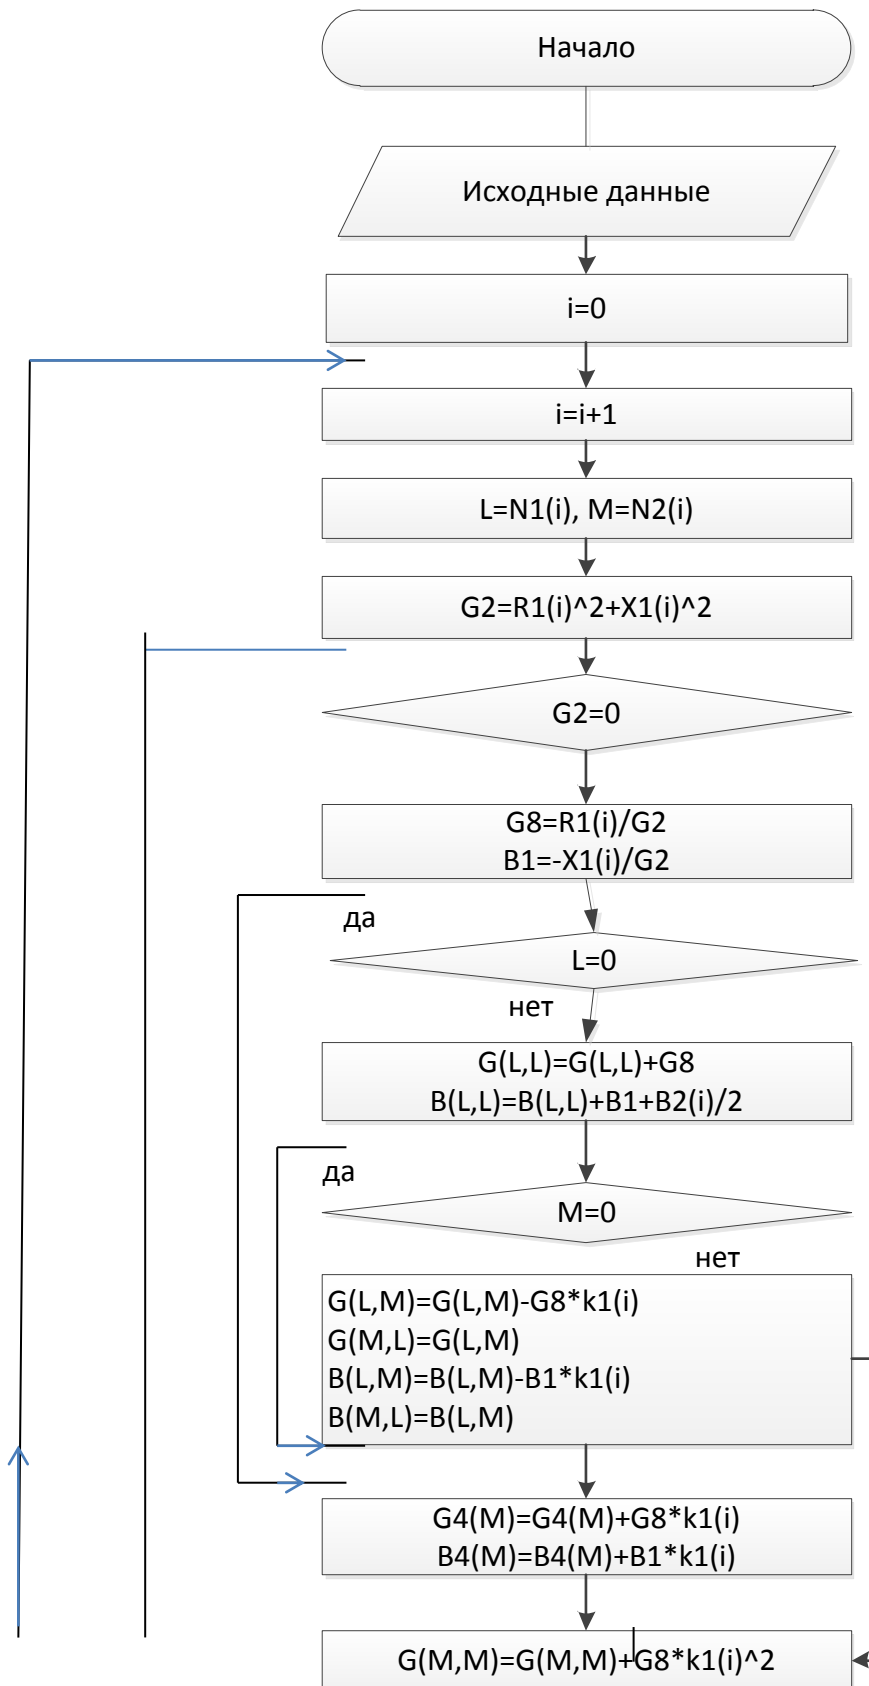 Начало
Исходные данные
i=0
i=i+1
L=N1(i), M=N2(i)
G2=R1(i)^2+X1(i)^2
G2=0
G8=R1(i)/G2
B1=-X1(i)/G2
да
L=0
нет
G(L,L)=G(L,L)+G8
B(L,L)=B(L,L)+B1+B2(i)/2
да
M=0
нет
G(L,M)=G(L,M)-G8*k1(i)
G(M,L)=G(L,M)
B(L,M)=B(L,M)-B1*k1(i)
B(M,L)=B(L,M)
G4(M)=G4(M)+G8*k1(i)
B4(M)=B4(M)+B1*k1(i)
G(M,M)=G(M,M)+G8*k1(i)^2